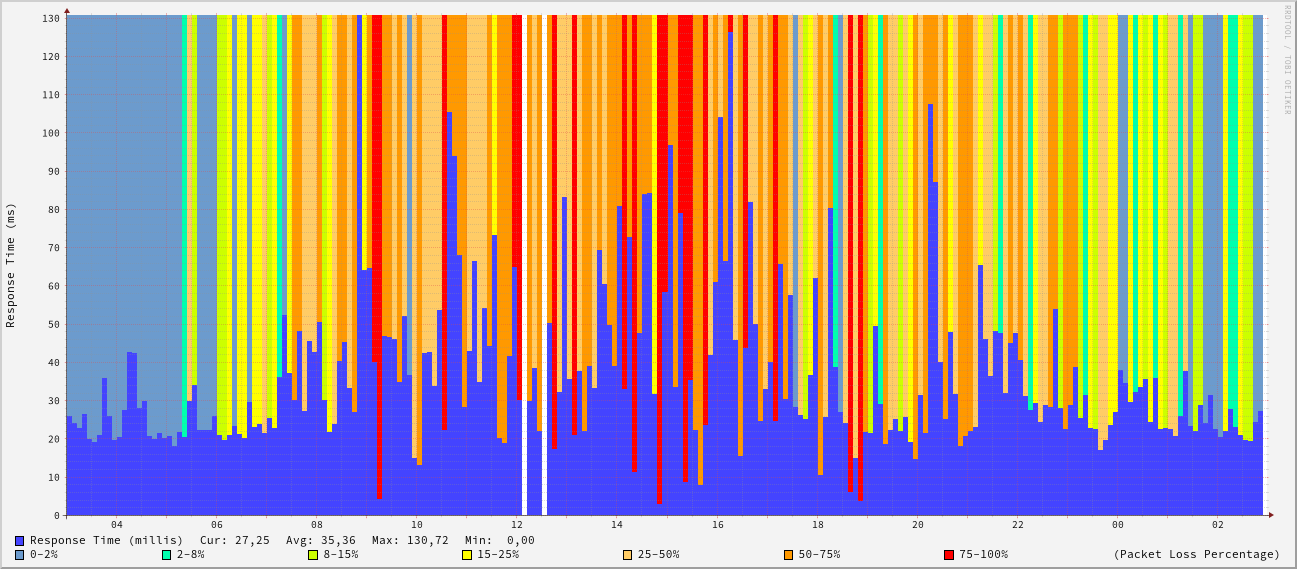 RRDTOOL / TOBI OETIKER
Response Time (ms)
130
120
110
100
90
80
70
60
50
40
30
20
10
0
04 06 08 10 12 14 16 18 20 22 00 02
Response Time (millis) Cur: 27,25 Avg: 35,36 Max: 130,72 Min: 0,00
0-2% 2-8% 8-15% 15-25% 25-50% 50-75% 75-100% (Packet Loss Percentage)